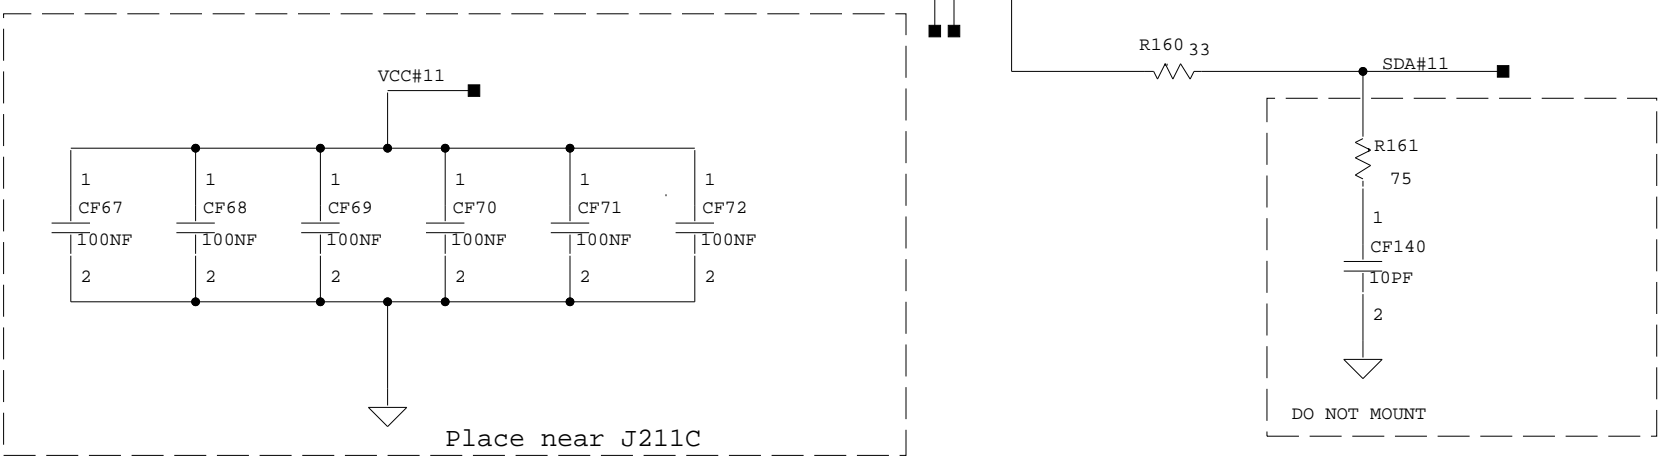 R160 33
SDA#11
VCC#11
1 1 1 1 1 1
CF67 CF68 CF69 CF70 CF71 CF72
100NF 100NF 100NF 100NF 100NF 100NF
2 2 2 2 2 2
R161
75
1
CF140
10PF
2
DO NOT MOUNT
Place near J211C